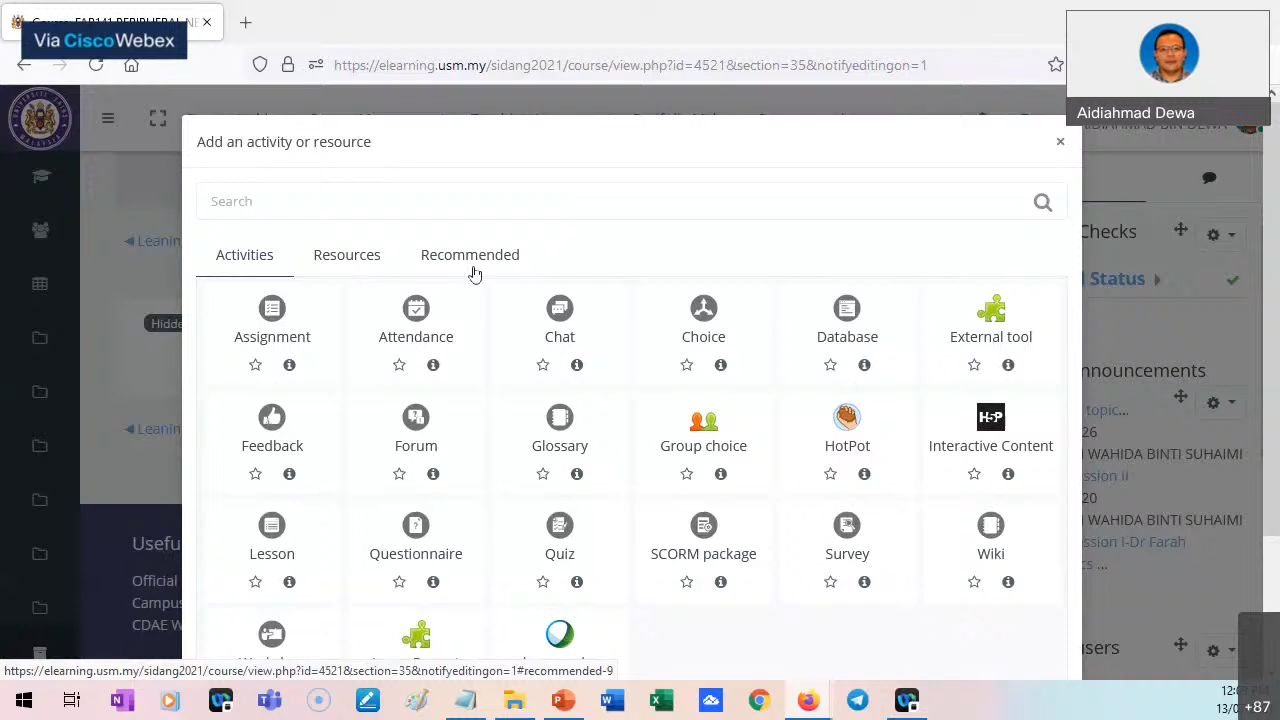 Via CiscoWebex
https://elearning.usm.my/sidang2021/course/view.php?id=4521&section=35&notifyeditingon=1
Aidiahmad Dewa
Add an activity or resource
×
Search
Activities
Resources
Recommended
Leanin
Hidde
Leanin
Assignment
Attendance
Chat
Choice
Database
External tool
Feedback
Forum
Glossary
Group choice
HotPot
H5P
Interactive Content
Lesson
Questionnaire
Quiz
SCORM package
Survey
Wiki
Checks
Status
nnouncements
topic...
26
WAHIDA BINTI SUHAIMI
ssion II
20
WAHIDA BINTI SUHAIMI
ssion I-Dr Farah
cs ...
users
Usefu
Official
Campus
CDAE W
https://elearning.usm.my/sidang2021/course/view.php?id=4521&section=35&notifyeditingon=1#recommended-9
+87